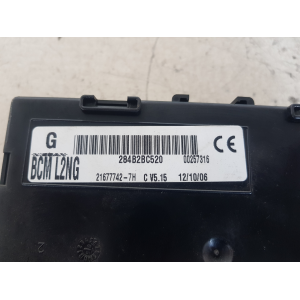 G
BCM L2NG
284B2BC520
00257316
CE
21677742-7H C V5.15 12/10/06